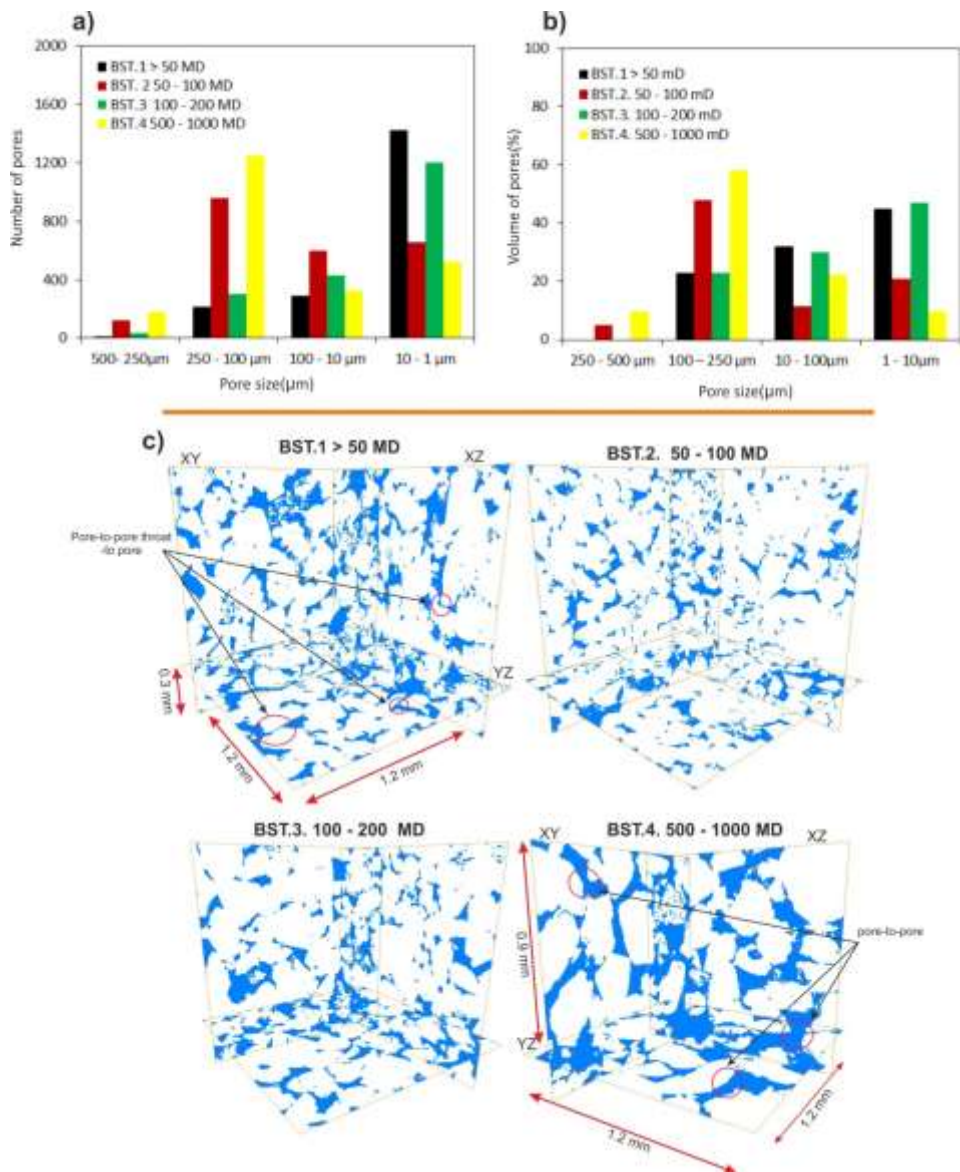 a)
2000
1600
1200
800
400
0
Number of pores
BST.1 > 50 MD
BST. 2 50 - 100 MD
BST.3 100 - 200 MD
BST.4 500 - 1000 MD
500- 250µm
250 - 100 µm
100 - 10 µm
10 - 1 µm
Pore size(µm)
b)
100
80
60
40
20
0
Volume of pores(%)
BST.1 > 50 mD
BST.2. 50 - 100 mD
BST.3. 100 - 200 mD
BST.4. 500 - 1000 mD
250 - 500 µm
100 – 250 µm
10 - 100µm
1 - 10µm
Pore size(µm)
c)
BST.1 > 50 MD
XY
XZ
Pore-to-pore throat
-to pore
YZ
0.3 mm
1.2 mm
1.2 mm
BST.2. 50 - 100 MD
BST.3. 100 - 200 MD
BST.4. 500 - 1000 MD
XY
XZ
pore-to-pore
0.9 mm
YZ
1.2 mm
1.2 mm